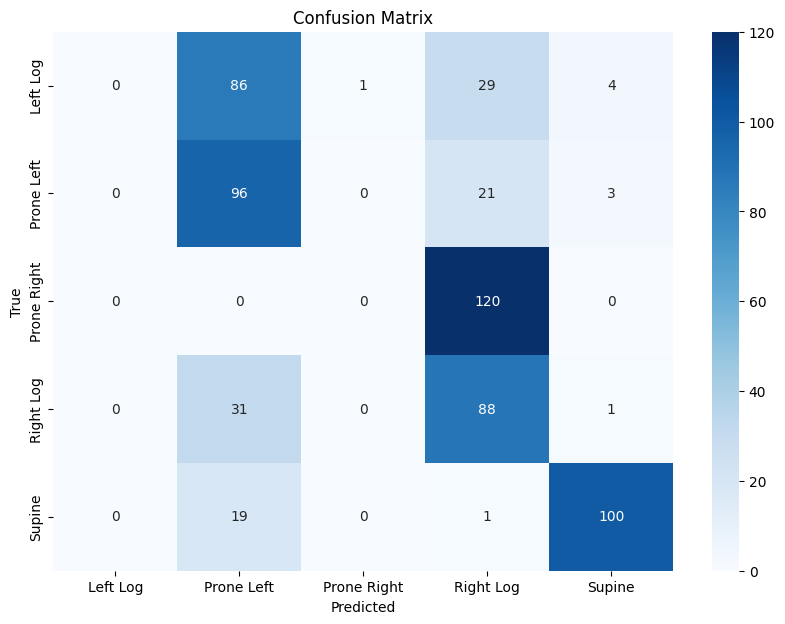 Confusion Matrix
True
Left Log
0 86 1 29 4
Prone Left
0 96 0 21 3
Prone Right
0 0 0 120 0
Right Log
0 31 0 88 1
Supine
0 19 0 1 100
Left Log Prone Left Prone Right Right Log Supine
Predicted
120
100
80
60
40
20
0